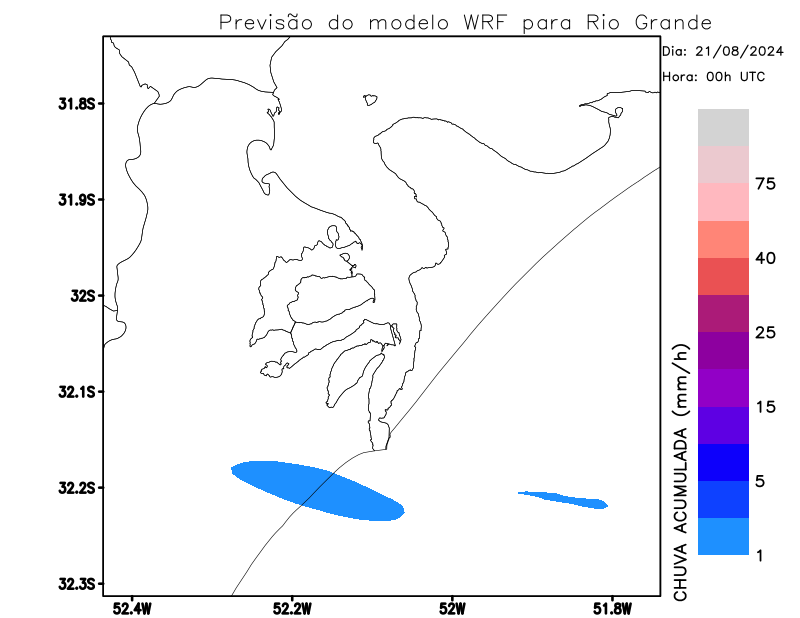 Previsão do modelo WRF para Rio Grande
Dia: 21/08/2024
Hora: 00h UTC
31.8S
31.9S
32S
32.1S
32.2S
32.3S
52.4W
52.2W
52W
51.8W
75
40
25
15
5
1
CHUVA ACUMULADA (mm/h)